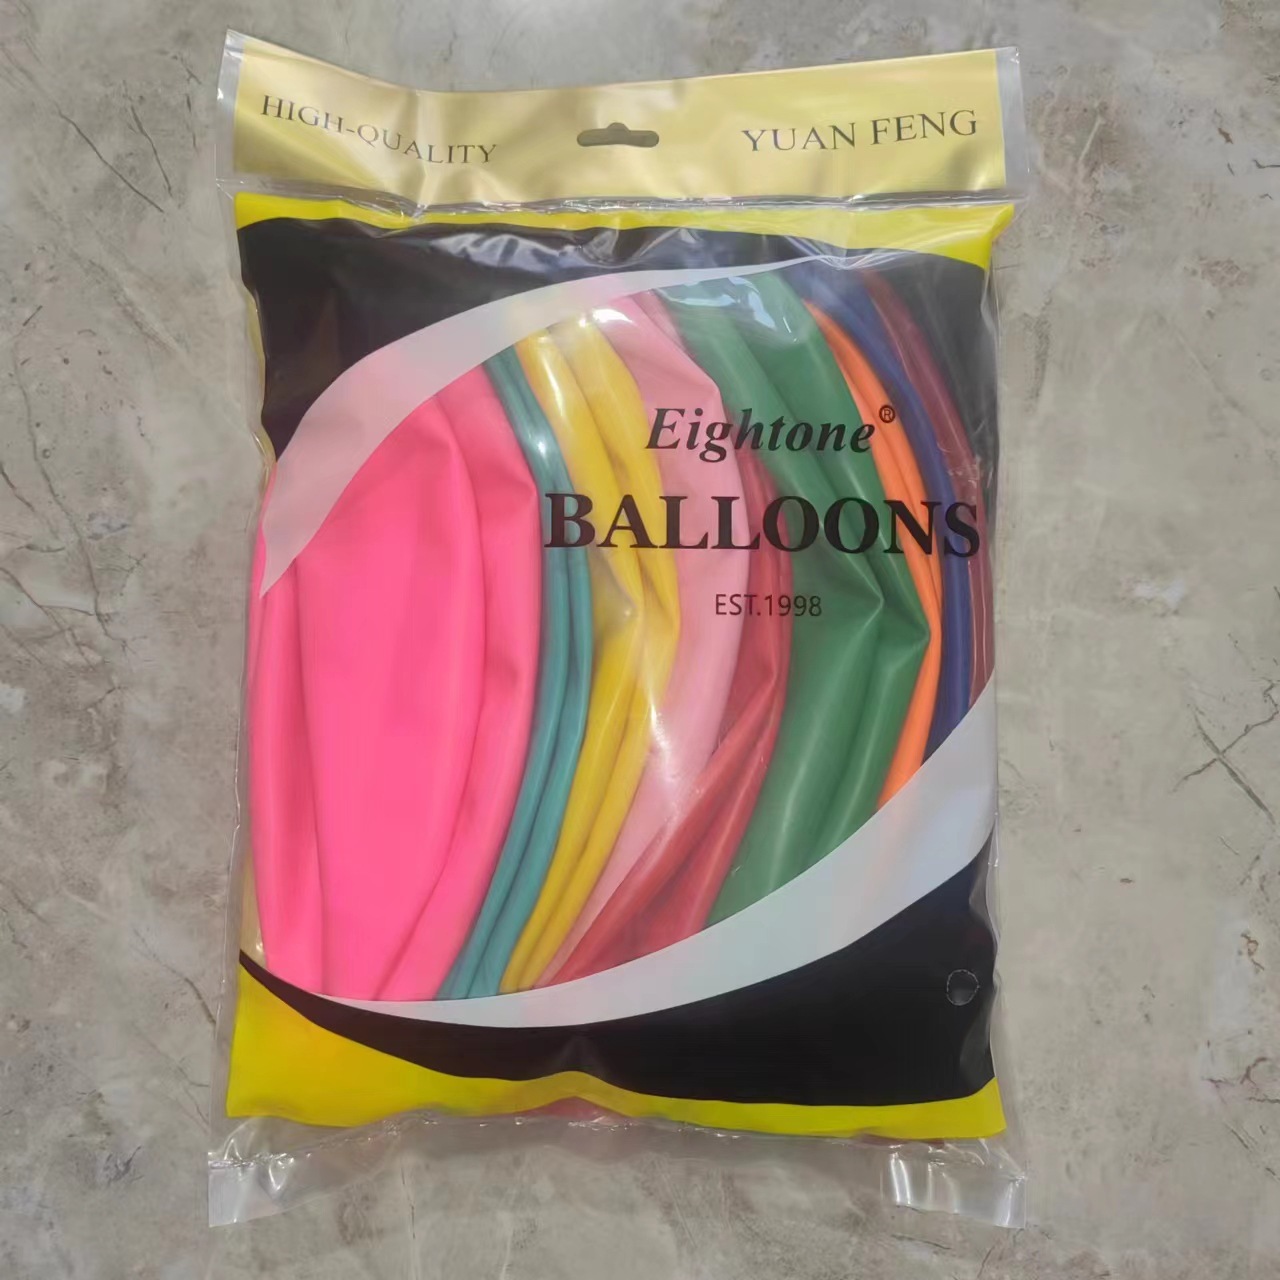 HIGH-QUALITY
YUAN FENG
Eightone®
BALLOONS
EST.1998